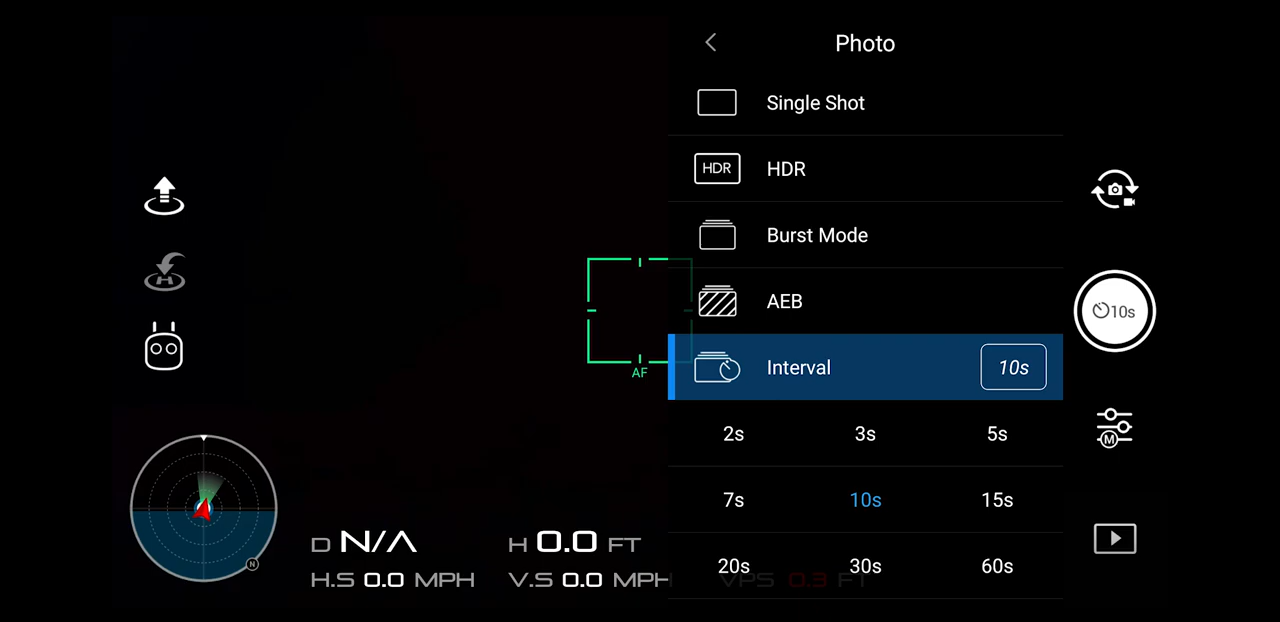 Photo
Single Shot
HDR HDR
Burst Mode
AEB
Interval 10s
10s
AF
2s 3s 5s
7s 10s 15s
20s 30s 60s
M
H
N
D N/A H 0.0 FT
H.S 0.0 MPH V.S 0.0 MPH VPS 0.3 FT